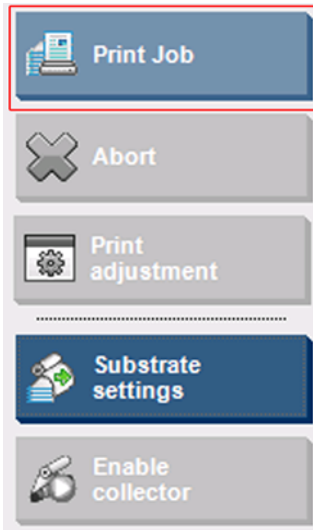 Print Job
Abort
Print
adjustment
Substrate
settings
Enable
collector